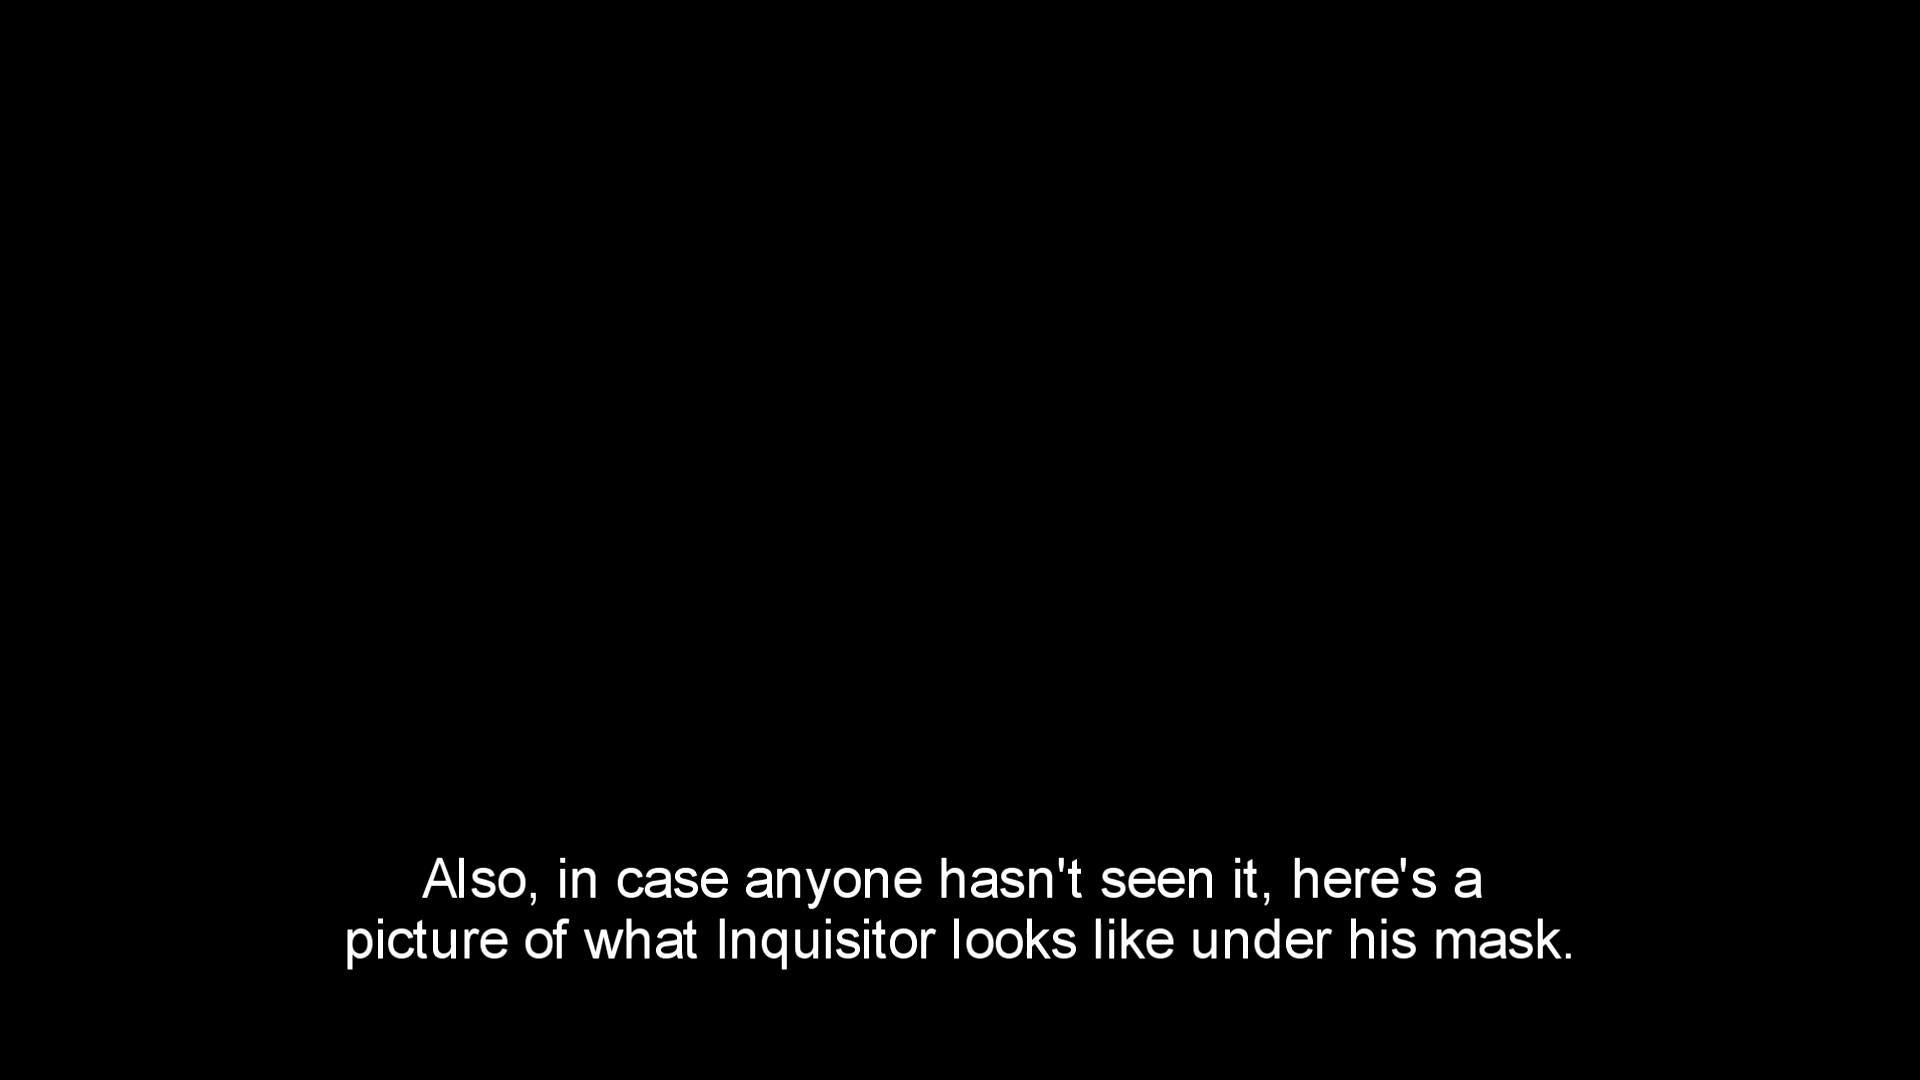 Also, in case anyone hasn't seen it, here's a
picture of what Inquisitor looks like under his mask.